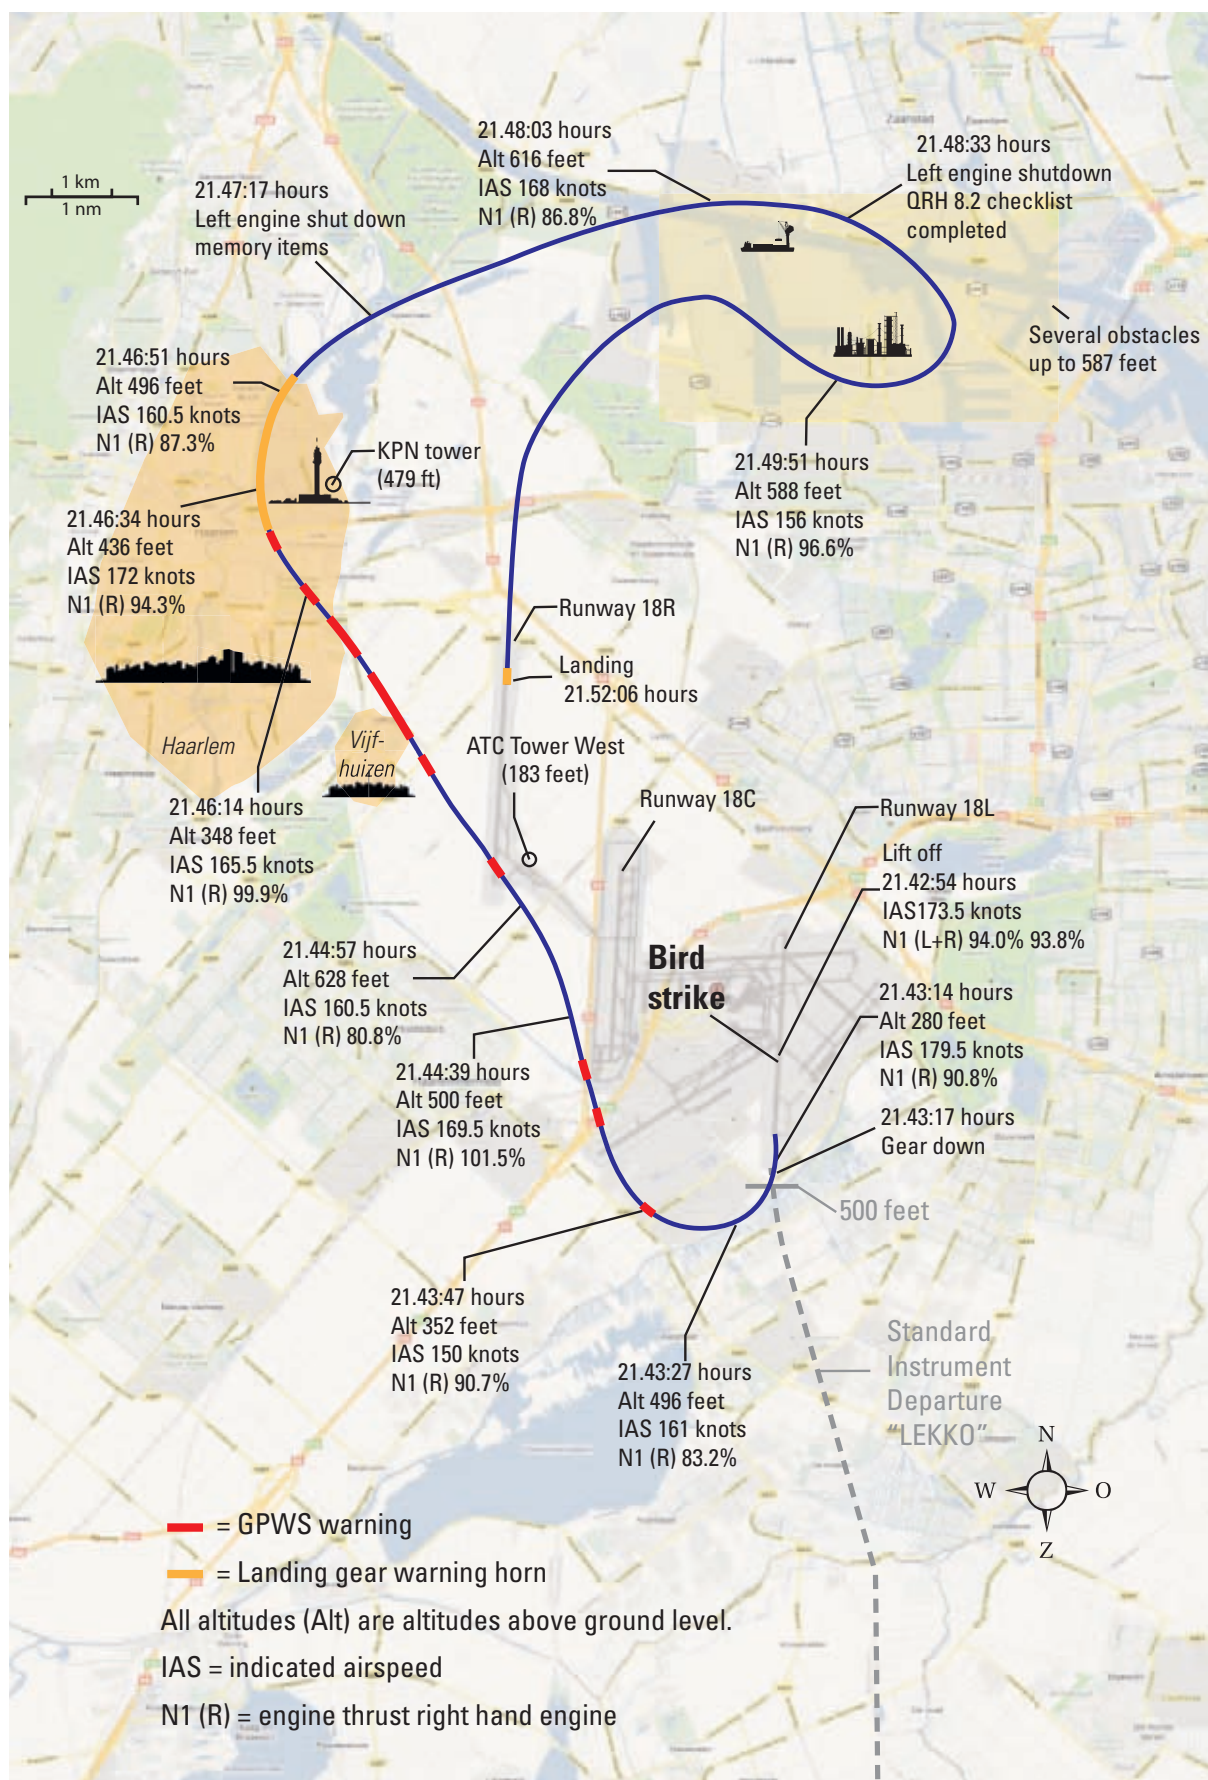 1 km
1 nm
21.47:17 hours
Left engine shut down
memory items
21.48:03 hours
Alt 616 feet
IAS 168 knots
N1 (R) 86.8%
21.48:33 hours
Left engine shutdown
QRH 8.2 checklist
completed
Several obstacles
up to 587 feet
21.46:51 hours
Alt 496 feet
IAS 160.5 knots
N1 (R) 87.3%
KPN tower
(479 ft)
21.49:51 hours
Alt 588 feet
IAS 156 knots
N1 (R) 96.6%
21.46:34 hours
Alt 436 feet
IAS 172 knots
N1 (R) 94.3%
Runway 18R
Landing
21.52:06 hours
Haarlem
Vijf-
huizen
ATC Tower West
(183 feet)
Runway 18C
Runway 18L
21.46:14 hours
Alt 348 feet
IAS 165.5 knots
N1 (R) 99.9%
Lift off
21.42:54 hours
IAS173.5 knots
N1 (L+R) 94.0% 93.8%
21.44:57 hours
Alt 628 feet
IAS 160.5 knots
N1 (R) 80.8%
Bird
strike
21.43:14 hours
Alt 280 feet
IAS 179.5 knots
N1 (R) 90.8%
21.44:39 hours
Alt 500 feet
IAS 169.5 knots
N1 (R) 101.5%
21.43:17 hours
Gear down
500 feet
21.43:47 hours
Alt 352 feet
IAS 150 knots
N1 (R) 90.7%
21.43:27 hours
Alt 496 feet
IAS 161 knots
N1 (R) 83.2%
Standard
Instrument
Departure
“LEKKO”
N
W
O
Z
= GPWS warning
= Landing gear warning horn
All altitudes (Alt) are altitudes above ground level.
IAS = indicated airspeed
N1 (R) = engine thrust right hand engine